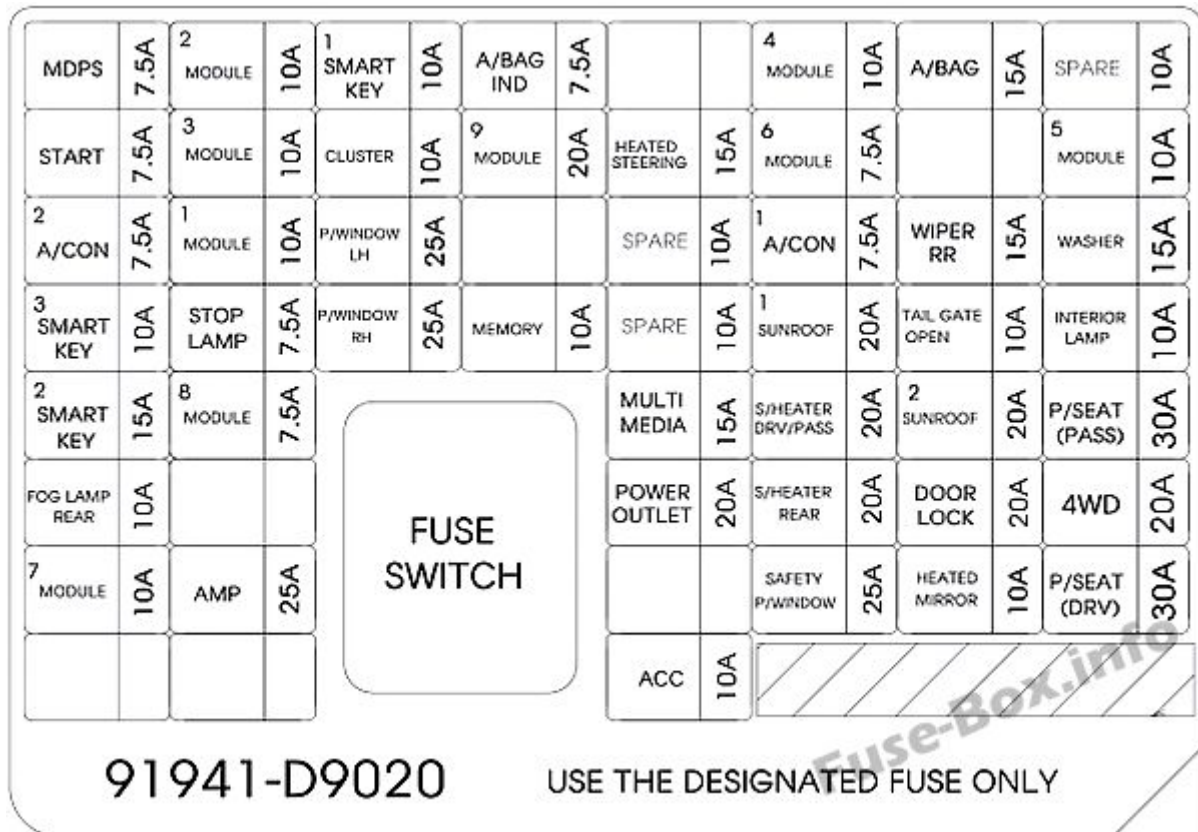 MDPS 7.5A 2 MODULE 10A 1 SMART KEY 10A A/BAG IND 7.5A 4 MODULE 10A A/BAG 15A SPARE 10A
START 7.5A 3 MODULE 10A CLUSTER 10A 9 MODULE 20A HEATED STEERING 15A 6 MODULE 7.5A 5 MODULE 10A
2 A/CON 7.5A 1 MODULE 10A P/WINDOW LH 25A SPARE 10A 1 A/CON 7.5A WIPER RR 15A WASHER 15A
3 SMART KEY 10A STOP LAMP 7.5A P/WINDOW RH 25A MEMORY 10A SPARE 10A 1 SUNROOF 20A TAIL GATE OPEN 10A INTERIOR LAMP 10A
2 SMART KEY 15A 8 MODULE 7.5A MULTI MEDIA 15A S/HEATER DRV/PASS 20A 2 SUNROOF 20A P/SEAT (PASS) 30A
FOG LAMP REAR 10A POWER OUTLET 20A S/HEATER REAR 20A DOOR LOCK 20A 4WD 20A
FUSE SWITCH
7 MODULE 10A AMP 25A SAFETY P/WINDOW 25A HEATED MIRROR 10A P/SEAT (DRV) 30A
ACC 10A
91941-D9020 USE THE DESIGNATED FUSE ONLY
Fuse-Box.info